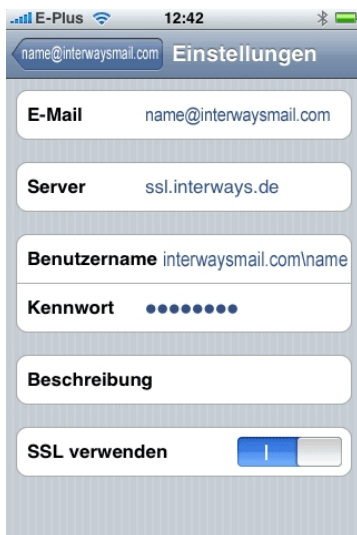 E-Plus 12:42
name@interwaysmail.com Einstellungen
E-Mail name@interwaysmail.com
Server ssl.interways.de
Benutzername interwaysmail.com\name
Kennwort ●●●●●●●●
Beschreibung
SSL verwenden